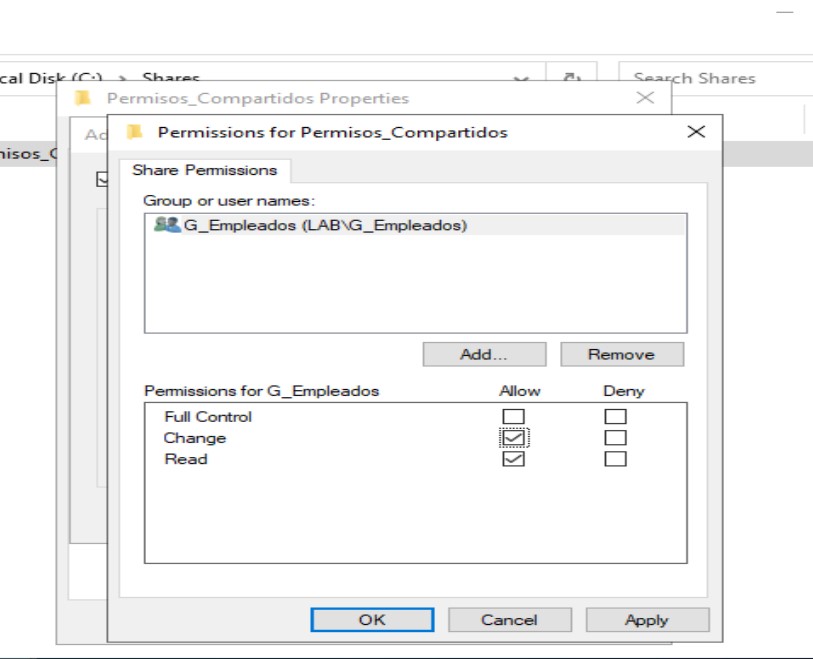 cal Disk (C:) > Shares
Search Shares
Permisos_Compartidos Properties
Ad
Permissions for Permisos_Compartidos
nisos_C
Share Permissions
Group or user names:
G_Empleados (LAB\G_Empleados)
Add...
Remove
Permissions for G_Empleados
Allow
Deny
Full Control
Change
Read
OK
Cancel
Apply